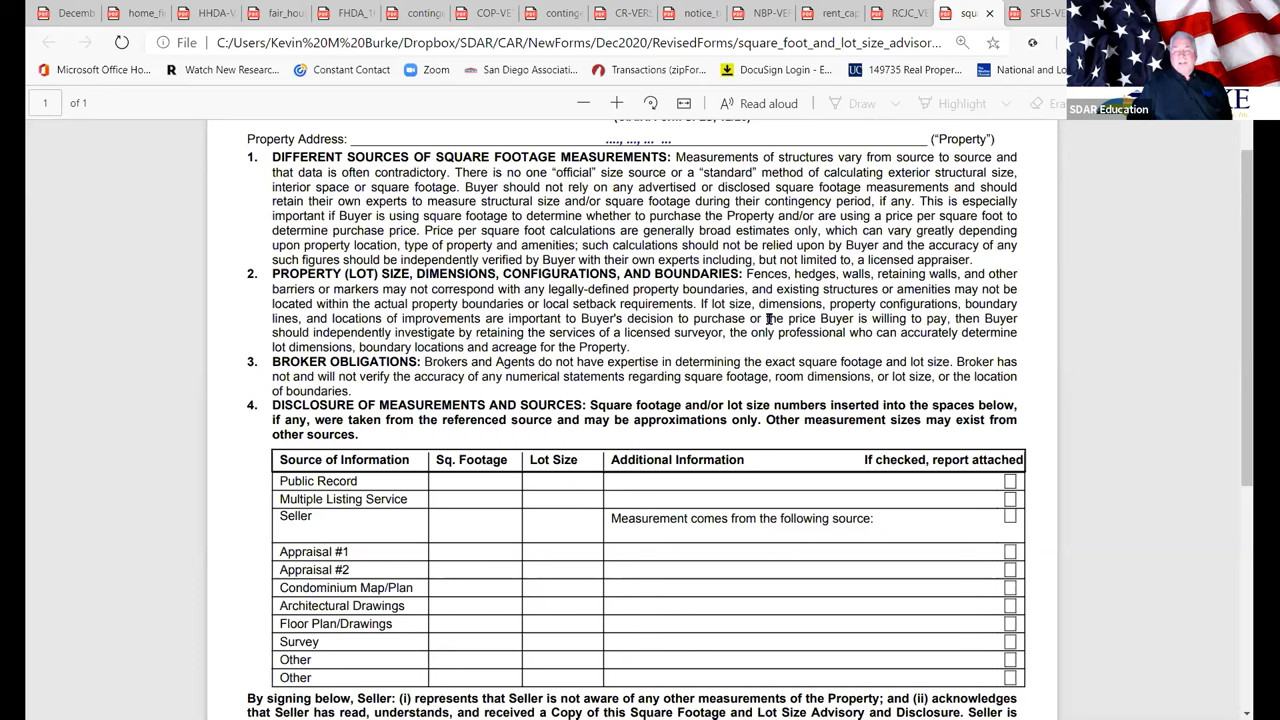 Decemb
home_fi
HHDA-V
fair_hou
FHDA_1
conting
COP-VE
conting
CR-VER
notice_t
NBP-VEF
rent_cap
RCJC-VE
squ
SFLS-VE
File C:/Users/Kevin%20M%20Burke/Dropbox/SDAR/CAR/NewForms/Dec2020/RevisedForms/square_foot_and_lot_size_advisor...
Microsoft Office Ho...
Watch New Resear...
Constant Contact
Zoom
San Diego Associati...
Transactions (zipFor...
DocuSign Login - E...
149735 Real Proper...
National and Lo
SDAR Education
1 of 1
Read aloud
Draw
Highlight
Era
Property Address: ("Property")
1. DIFFERENT SOURCES OF SQUARE FOOTAGE MEASUREMENTS: Measurements of structures vary from source to source and
that data is often contradictory. There is no one "official" size source or a "standard" method of calculating exterior structural size,
interior space or square footage. Buyer should not rely on any advertised or disclosed square footage measurements and should
retain their own experts to measure structural size and/or square footage during their contingency period, if any. This is especially
important if Buyer is using square footage to determine whether to purchase the Property and/or are using a price per square foot to
determine purchase price. Price per square foot calculations are generally broad estimates only, which can vary greatly depending
upon property location, type of property and amenities; such calculations should not be relied upon by Buyer and the accuracy of any
such figures should be independently verified by Buyer with their own experts including, but not limited to, a licensed appraiser.
2. PROPERTY (LOT) SIZE, DIMENSIONS, CONFIGURATIONS, AND BOUNDARIES: Fences, hedges, walls, retaining walls, and other
barriers or markers may not correspond with any legally-defined property boundaries, and existing structures or amenities may not be
located within the actual property boundaries or local setback requirements. If lot size, dimensions, property configurations, boundary
lines, and locations of improvements are important to Buyer's decision to purchase or the price Buyer is willing to pay, then Buyer
should independently investigate by retaining the services of a licensed surveyor, the only professional who can accurately determine
lot dimensions, boundary locations and acreage for the Property.
3. BROKER OBLIGATIONS: Brokers and Agents do not have expertise in determining the exact square footage and lot size. Broker has
not and will not verify the accuracy of any numerical statements regarding square footage, room dimensions, or lot size, or the location
of boundaries.
4. DISCLOSURE OF MEASUREMENTS AND SOURCES: Square footage and/or lot size numbers inserted into the spaces below,
if any, were taken from the referenced source and may be approximations only. Other measurement sizes may exist from
other sources.
Source of Information Sq. Footage Lot Size Additional Information If checked, report attached
Public Record
Multiple Listing Service
Seller Measurement comes from the following source:
Appraisal #1
Appraisal #2
Condominium Map/Plan
Architectural Drawings
Floor Plan/Drawings
Survey
Other
Other
By signing below, Seller: (i) represents that Seller is not aware of any other measurements of the Property; and (ii) acknowledges
that Seller has read, understands, and received a Copy of this Square Footage and Lot Size Advisory and Disclosure. Seller is